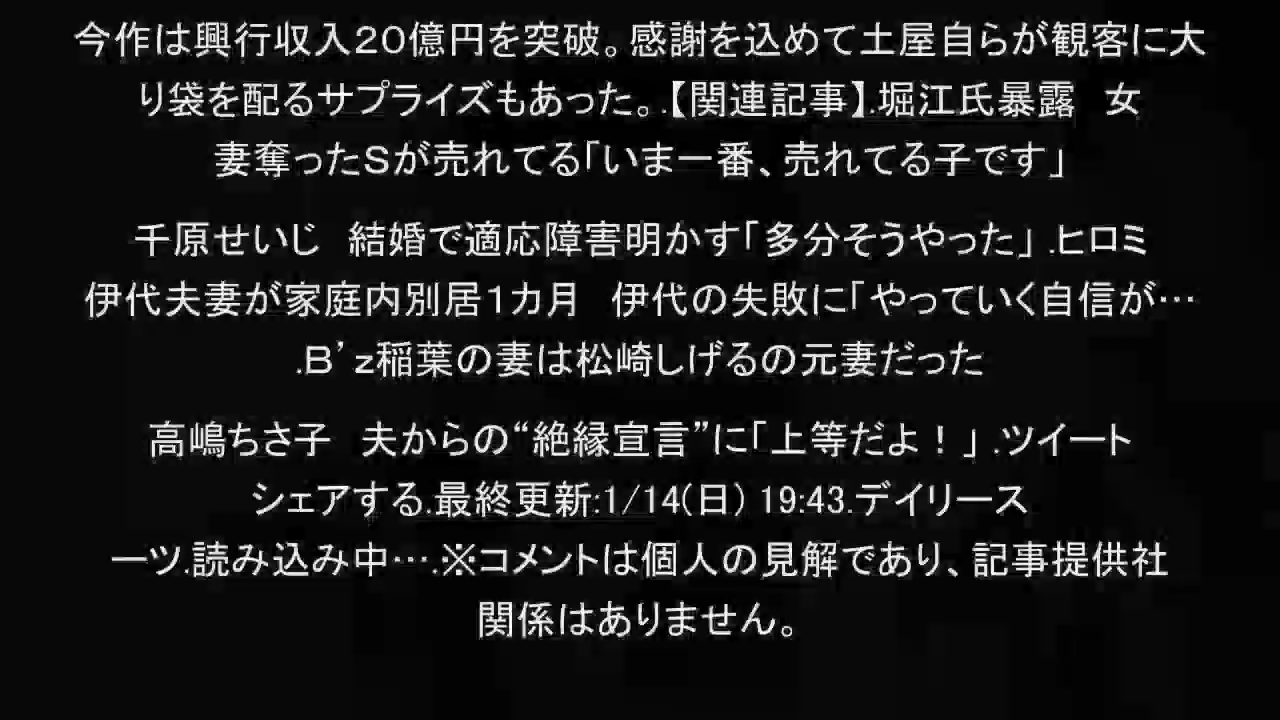 今作は興行収入２０億円を突破。感謝を込めて土屋自らが観客に大
り袋を配るサプライズもあった。.【関連記事】.堀江氏暴露　女
妻奪ったＳが売れてる「いま一番、売れてる子です」
千原せいじ　結婚で適応障害明かす「多分そうやった」.ヒロミ
伊代夫妻が家庭内別居１カ月　伊代の失敗に「やっていく自信が…
.Ｂ’ｚ稲葉の妻は松崎しげるの元妻だった
高嶋ちさ子　夫からの“絶縁宣言”に「上等だよ！」.ツイート
シェアする.最終更新:1/14(日) 19:43.デイリース
ーツ.読み込み中….※コメントは個人の見解であり、記事提供社
関係はありません。